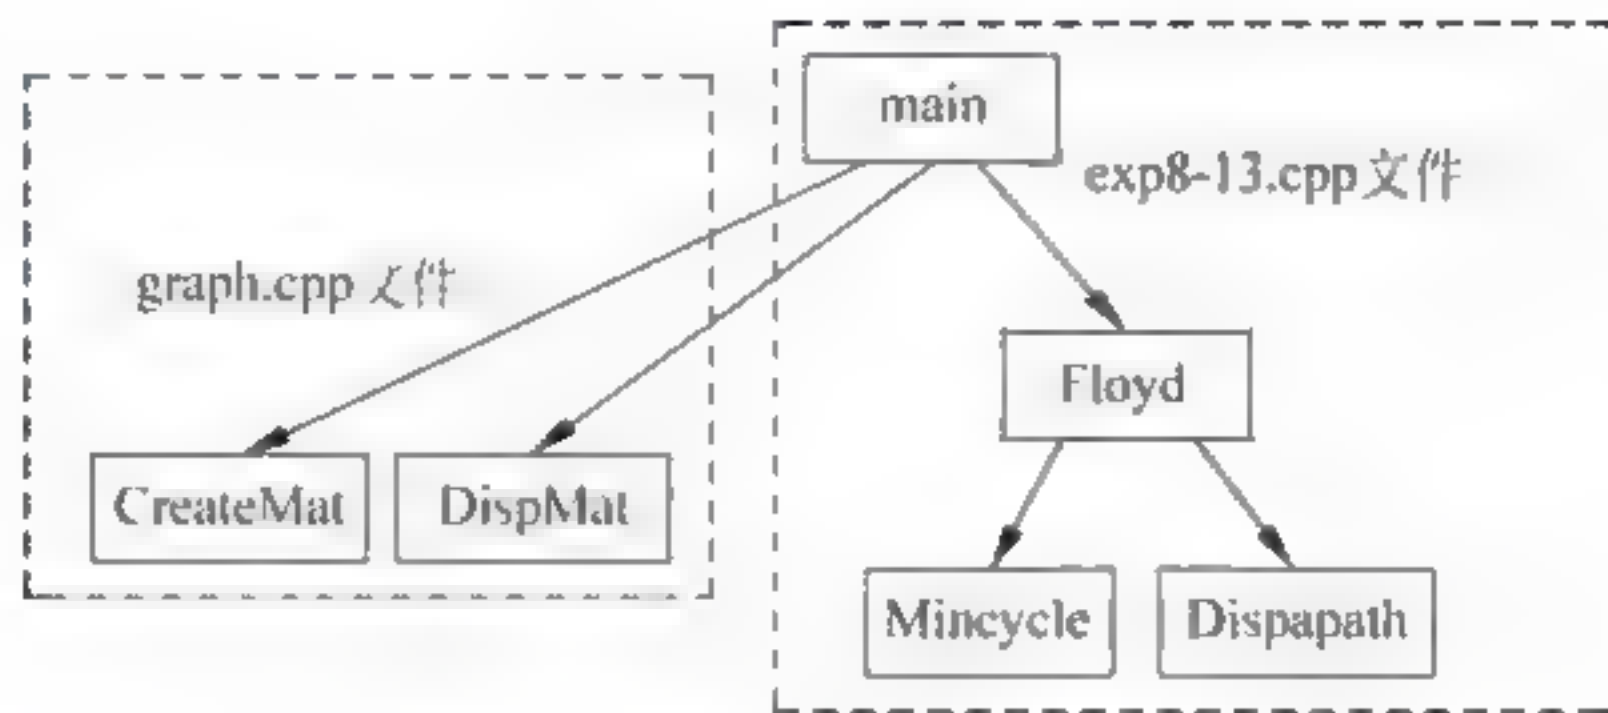 main
exp8-13.cpp文件
graph.cpp 文件
Floyd
CreateMat
DispMat
Mincycle
Dispapath